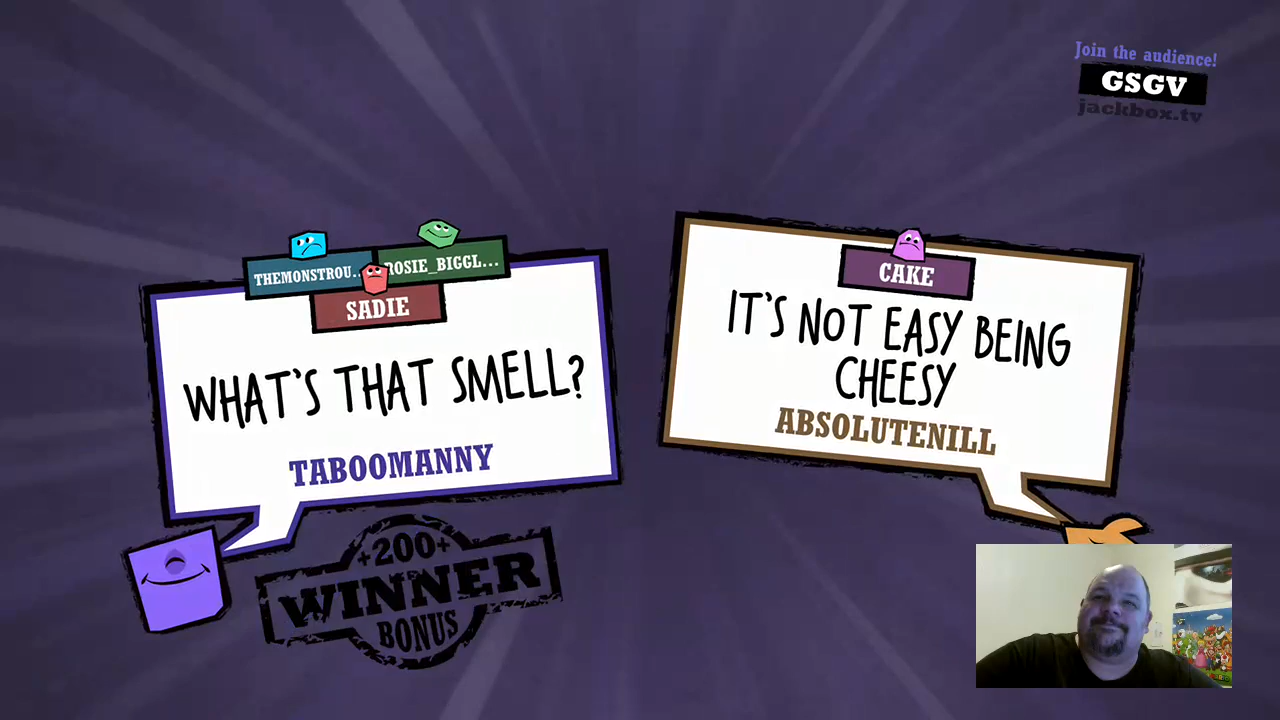 Join the audience!
GSGV
jackbox.tv
THEMONSTROU...
ROSIE_BIGGL...
SADIE
WHAT'S THAT SMELL?
TABOOMANNY
CAKE
IT'S NOT EASY BEING
CHEESY
ABSOLUTENILL
+200+
WINNER
BONUS